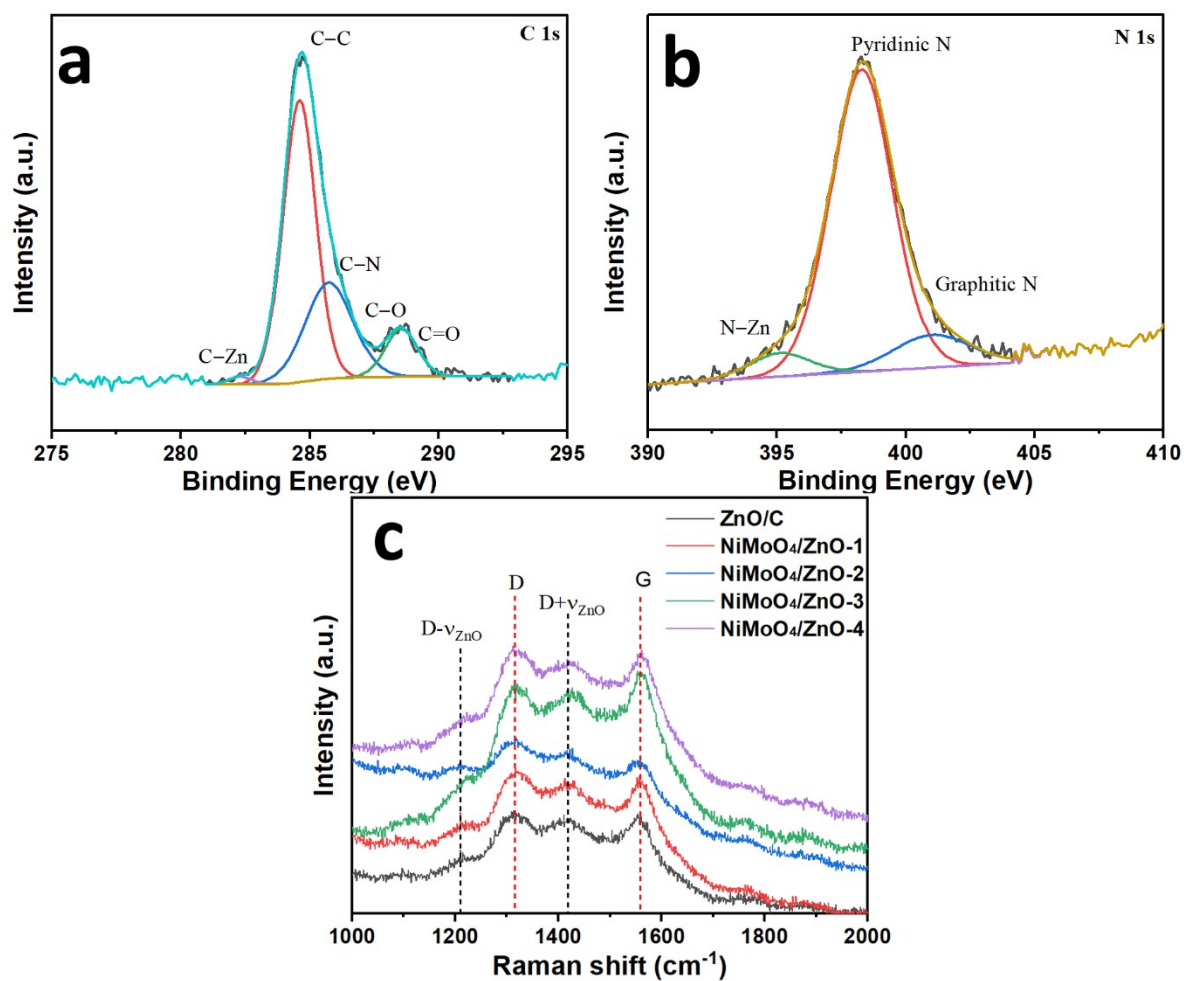 a
C 1s
C−C
C−N
C−O
C=O
C−Zn
Intensity (a.u.)
275 280 285 290 295
Binding Energy (eV)
b
N 1s
Pyridinic N
Graphitic N
N−Zn
Intensity (a.u.)
390 395 400 405 410
Binding Energy (eV)
c
ZnO/C
NiMoO₄/ZnO-1
NiMoO₄/ZnO-2
NiMoO₄/ZnO-3
NiMoO₄/ZnO-4
D
G
D+νZnO
D-νZnO
Intensity (a.u.)
1000 1200 1400 1600 1800 2000
Raman shift (cm⁻¹)